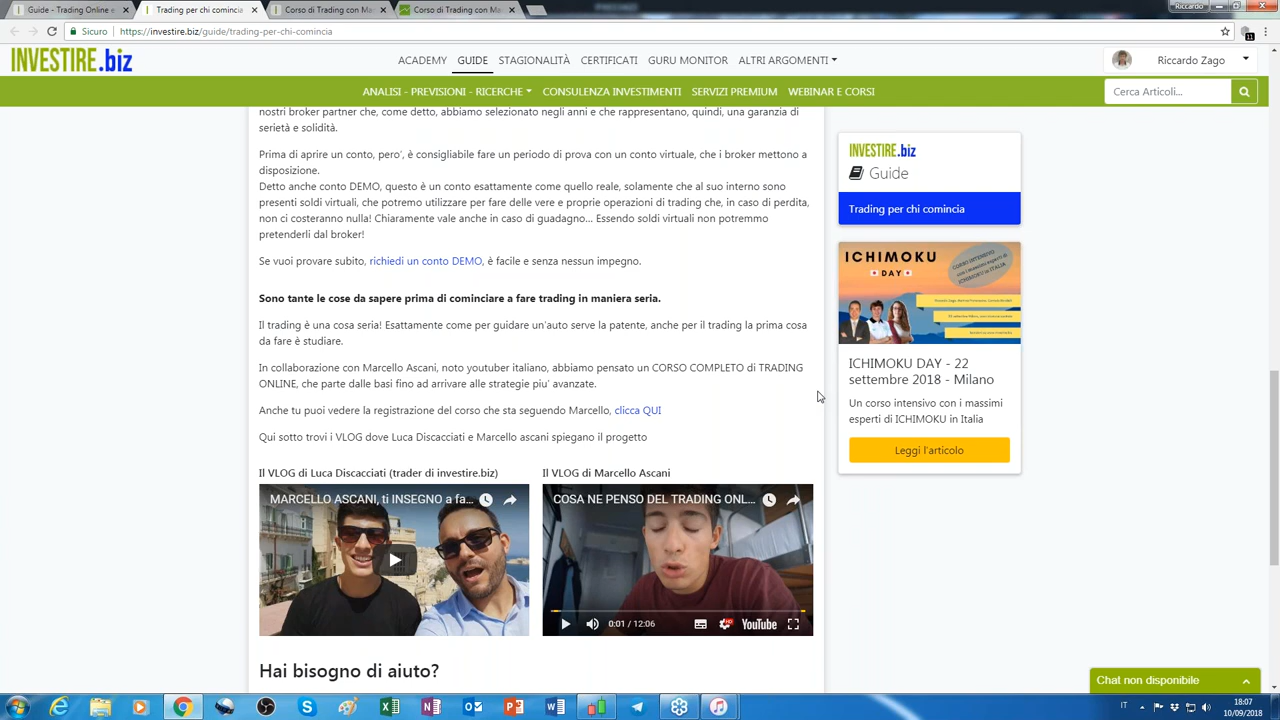 Guide - Trading Online e
Trading per chi comincia
Corso di Trading con Mar
Corso di Trading con Mar
Riccardo
Sicuro
https://investire.biz/guide/trading-per-chi-comincia
11
INVESTIRE.biz
ACADEMY
GUIDE
STAGIONALITÀ
CERTIFICATI
GURU MONITOR
ALTRI ARGOMENTI
Riccardo Zago
ANALISI - PREVISIONI - RICERCHE
CONSULENZA INVESTIMENTI
SERVIZI PREMIUM
WEBINAR E CORSI
Cerca Articoli...
nostri broker partner che, come detto, abbiamo selezionato negli anni e che rappresentano, quindi, una garanzia di
serietà e solidità.
Prima di aprire un conto, pero', è consigliabile fare un periodo di prova con un conto virtuale, che i broker mettono a
disposizione.
Detto anche conto DEMO, questo è un conto esattamente come quello reale, solamente che al suo interno sono
presenti soldi virtuali, che potremo utilizzare per fare delle vere e proprie operazioni di trading che, in caso di perdita,
non ci costeranno nulla! Chiaramente vale anche in caso di guadagno... Essendo soldi virtuali non potremmo
pretenderli dal broker!
Se vuoi provare subito, richiedi un conto DEMO, è facile e senza nessun impegno.
Sono tante le cose da sapere prima di cominciare a fare trading in maniera seria.
Il trading è una cosa seria! Esattamente come per guidare un'auto serve la patente, anche per il trading la prima cosa
da fare è studiare.
In collaborazione con Marcello Ascani, noto youtuber italiano, abbiamo pensato un CORSO COMPLETO di TRADING
ONLINE, che parte dalle basi fino ad arrivare alle strategie piu' avanzate.
Anche tu puoi vedere la registrazione del corso che sta seguendo Marcello, clicca QUI
Qui sotto trovi i VLOG dove Luca Discacciati e Marcello ascani spiegano il progetto
Il VLOG di Luca Discacciati (trader di investire.biz)
Il VLOG di Marcello Ascani
MARCELLO ASCANI, ti INSEGNO a fa...
COSA NE PENSO DEL TRADING ONL...
0:01 / 12:06
HD
YouTube
Hai bisogno di aiuto?
INVESTIRE.biz
Guide
Trading per chi comincia
ICHIMOKU
DAY
ICHIMOKU DAY - 22
settembre 2018 - Milano
Un corso intensivo con i massimi
esperti di ICHIMOKU in Italia
Leggi l'articolo
Chat non disponibile
IT
18:07
10/09/2018